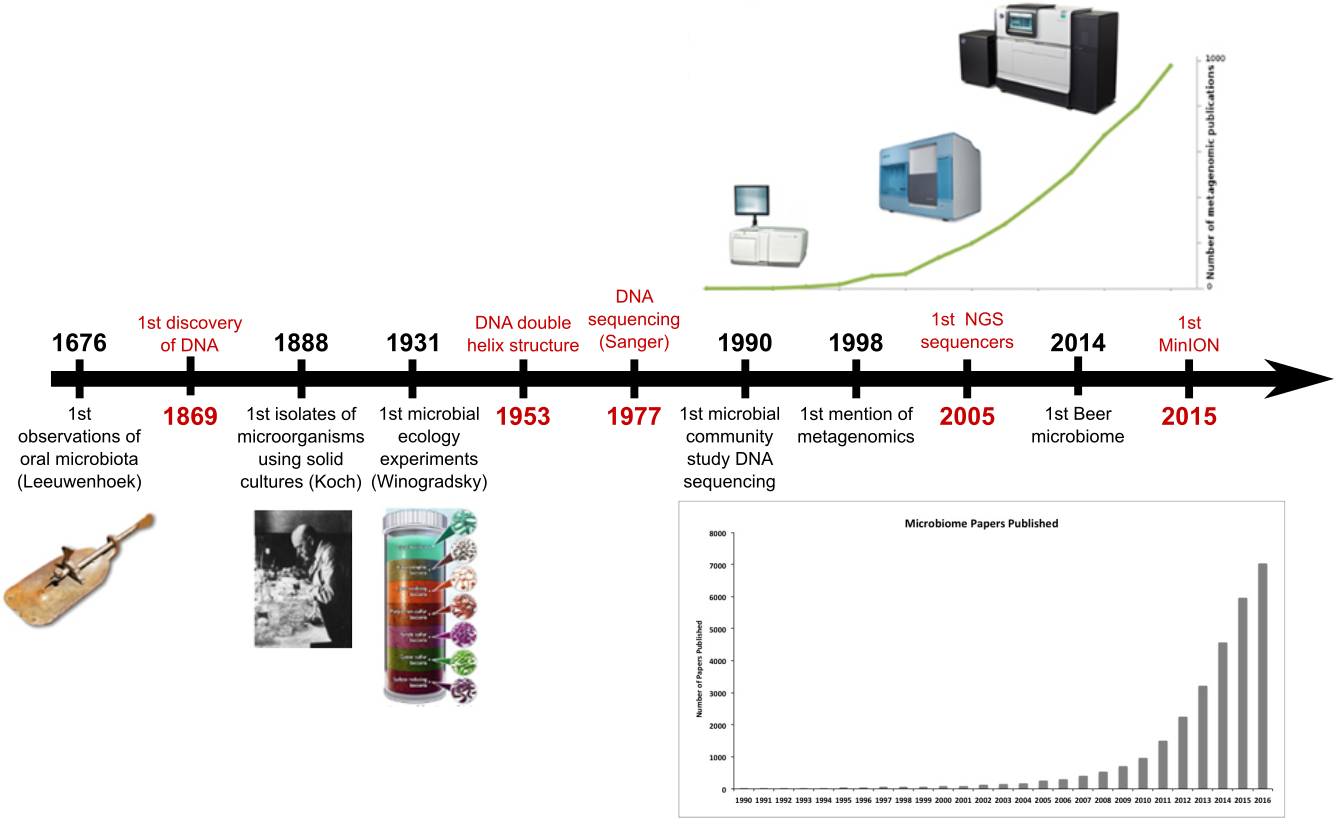 1000
Number of metagenomic publications
0
1676
1st discovery
of DNA
1888
1931
DNA double
helix structure
DNA
sequencing
(Sanger)
1990
1998
1st  NGS
sequencers
2014
1st
MinION
1st
observations of
oral microbiota
(Leeuwenhoek)
1869
1st isolates of
microorganisms
using solid
cultures (Koch)
1st microbial
ecology
experiments
(Winogradsky)
1953
1977
1st microbial
community
study DNA
sequencing
1st mention of
metagenomics
2005
1st Beer
microbiome
2015
Microbiome Papers Published
Number of Papers Published
8000
7000
6000
5000
4000
3000
2000
1000
0
1990 1991 1992 1993 1994 1995 1996 1997 1998 1999 2000 2001 2002 2003 2004 2005 2006 2007 2008 2009 2010 2011 2012 2013 2014 2015 2016